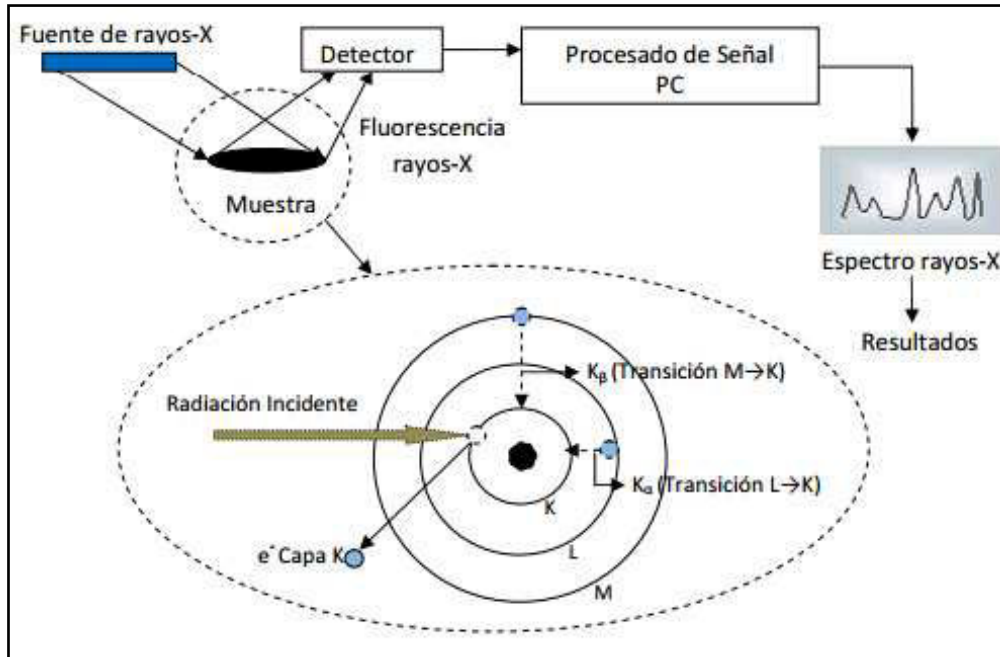 Fuente de rayos-X
Detector
Procesado de Señal
PC
Fluorescencia
rayos-X
Muestra
Espectro rayos-X
Resultados
Kβ (Transición M→K)
Radiación Incidente
Kα (Transición L→K)
K
e- Capa K
L
M